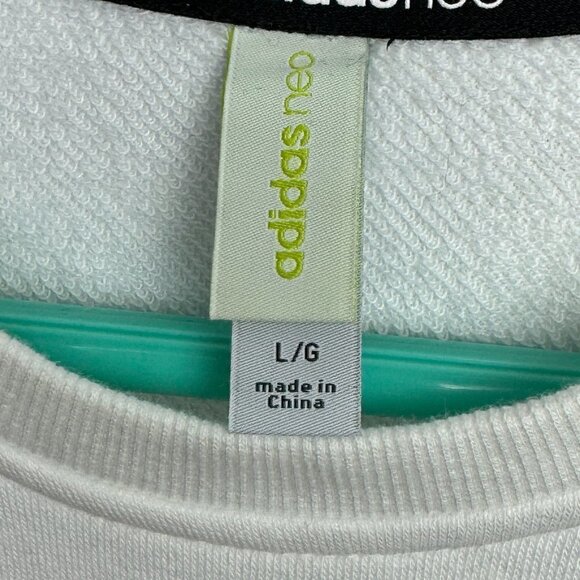 adidas neo
L/G
made in
China